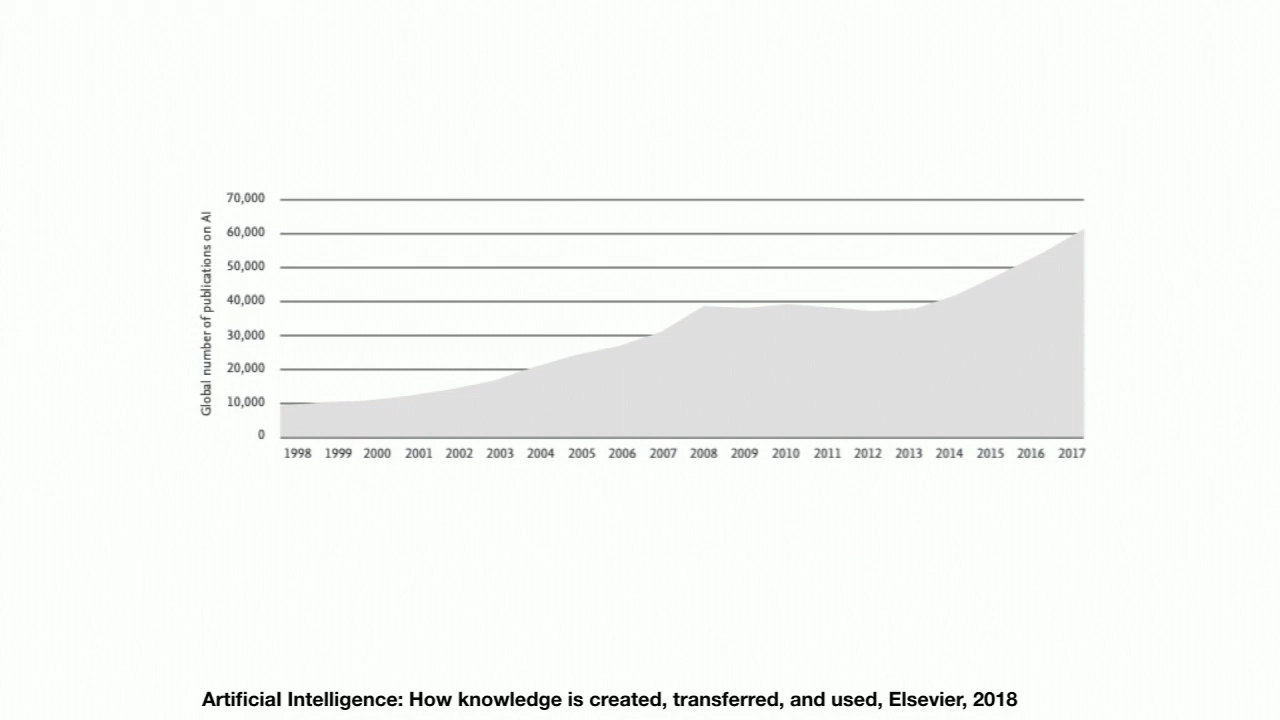 Global number of publications on AI
70,000
60,000
50,000
40,000
30,000
20,000
10,000
0
1998 1999 2000 2001 2002 2003 2004 2005 2006 2007 2008 2009 2010 2011 2012 2013 2014 2015 2016 2017
Artificial Intelligence: How knowledge is created, transferred, and used, Elsevier, 2018